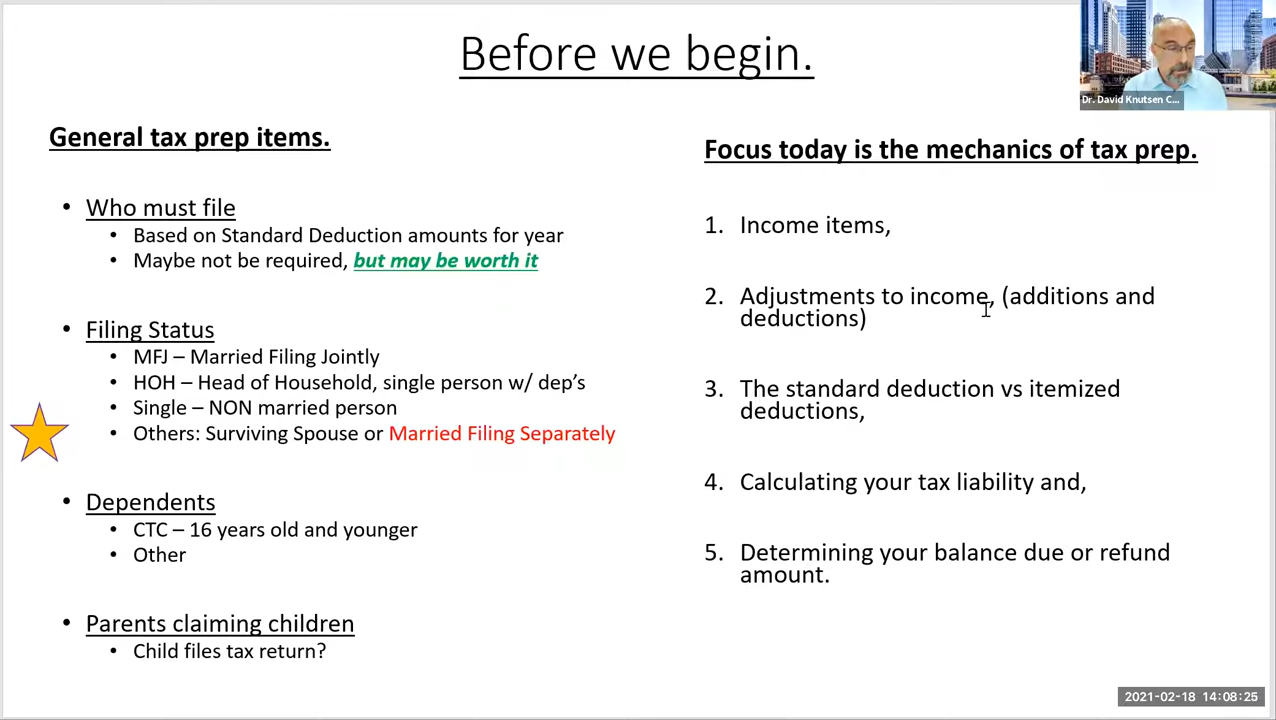 Before we begin.
Dr. David Knutsen C...
General tax prep items.
• Who must file
• Based on Standard Deduction amounts for year
• Maybe not be required, but may be worth it
• Filing Status
• MFJ – Married Filing Jointly
• HOH – Head of Household, single person w/ dep's
• Single – NON married person
• Others: Surviving Spouse or Married Filing Separately
• Dependents
• CTC – 16 years old and younger
• Other
• Parents claiming children
• Child files tax return?
Focus today is the mechanics of tax prep.
1. Income items,
2. Adjustments to income, (additions and
deductions)
3. The standard deduction vs itemized
deductions,
4. Calculating your tax liability and,
5. Determining your balance due or refund
amount.
2021-02-18 14:08:25